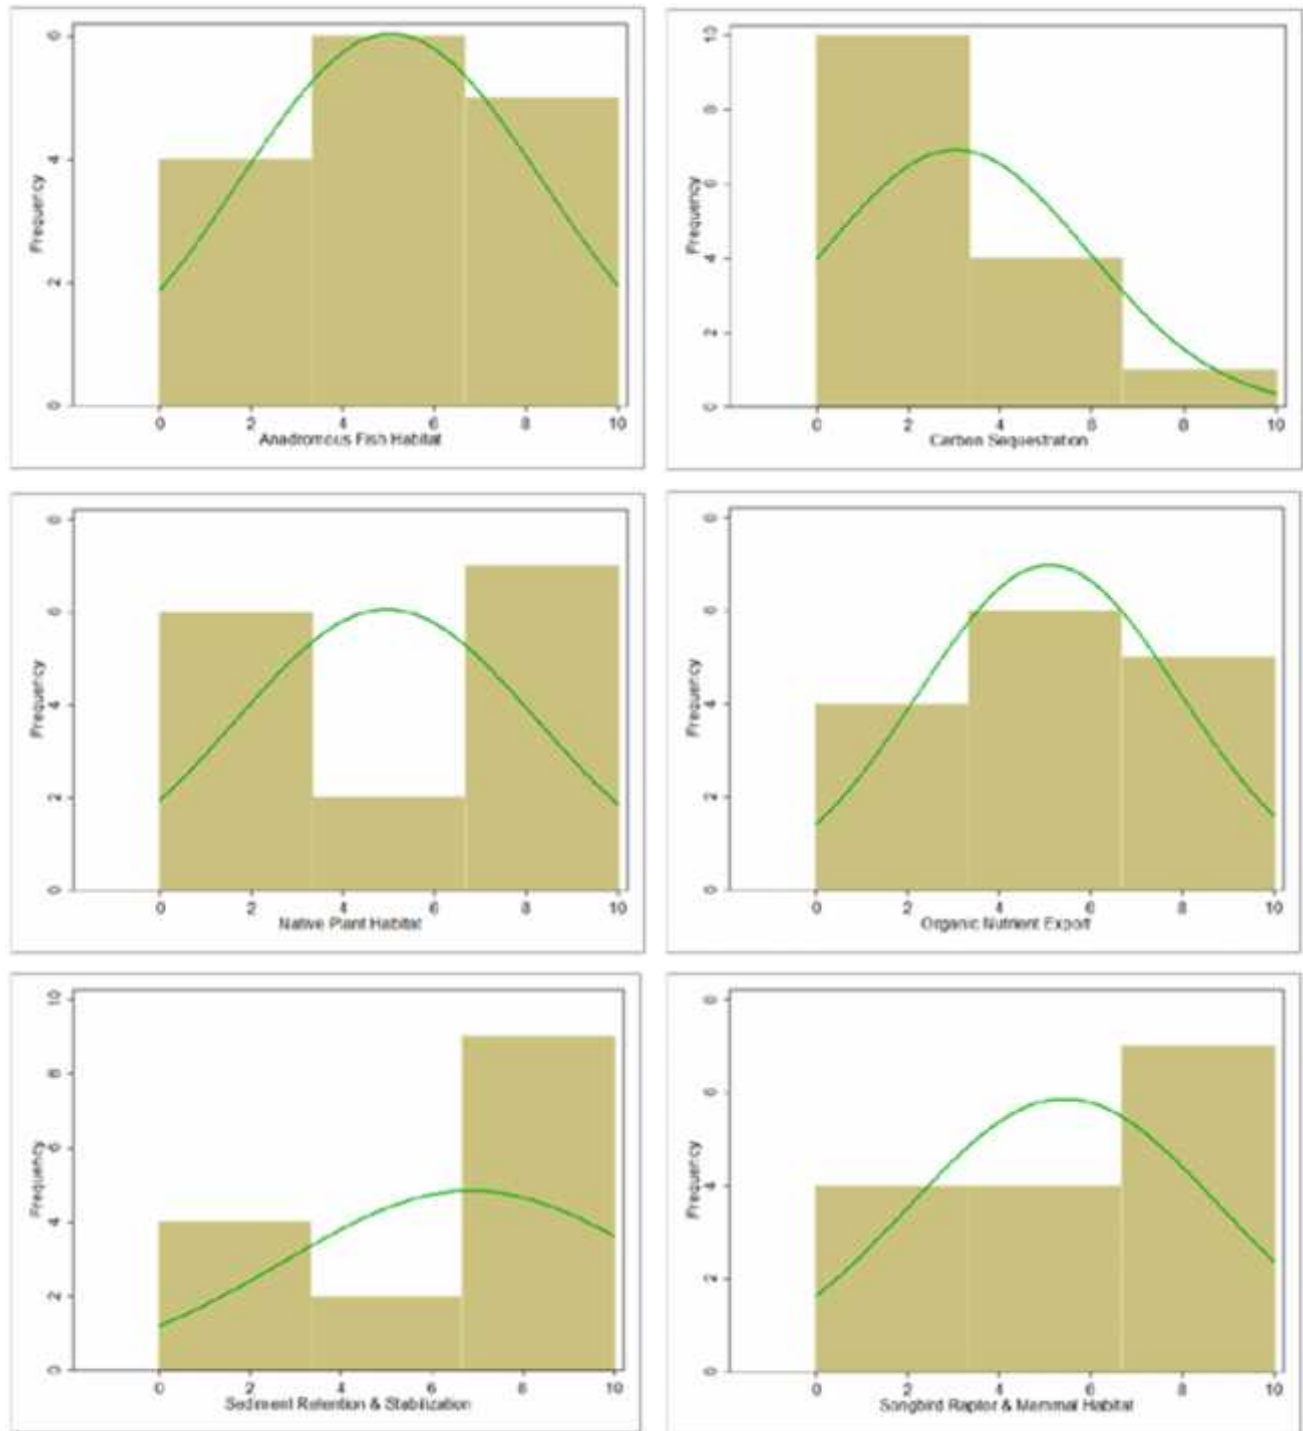 6
4
2
0
Frequency
0 2 4 6 8 10
Anadromous Fish Habitat
10
8
6
4
2
0
Frequency
0 2 4 6 8 10
Carbon Sequestration
8
6
4
2
0
Frequency
0 2 4 6 8 10
Native Plant Habitat
8
6
4
2
0
Frequency
0 2 4 6 8 10
Organic Nutrient Export
10
8
6
4
2
0
Frequency
0 2 4 6 8 10
Sediment Retention & Stabilization
8
6
4
2
0
Frequency
0 2 4 6 8 10
Songbird Raptor & Mammal Habitat